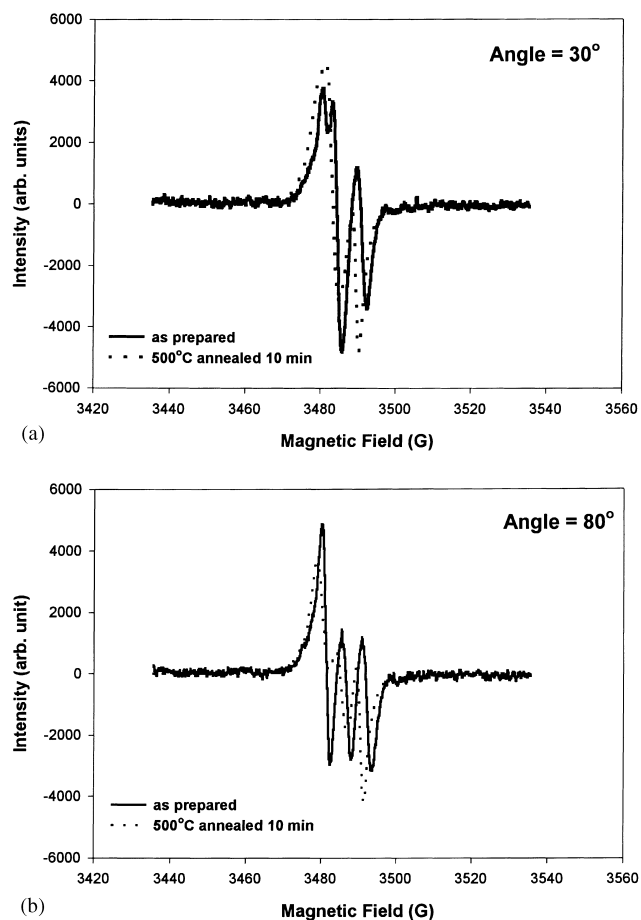 6000
Angle = 30°
4000
2000
0
-2000
-4000
-6000
Intensity (arb. units)
as prepared
500°C annealed 10 min
3420 3440 3460 3480 3500 3520 3540 3560
(a)
Magnetic Field (G)
6000
Angle = 80°
4000
2000
0
-2000
-4000
-6000
Intensity (arb. unit)
as prepared
500°C annealed 10 min
3420 3440 3460 3480 3500 3520 3540 3560
(b)
Magnetic Field (G)